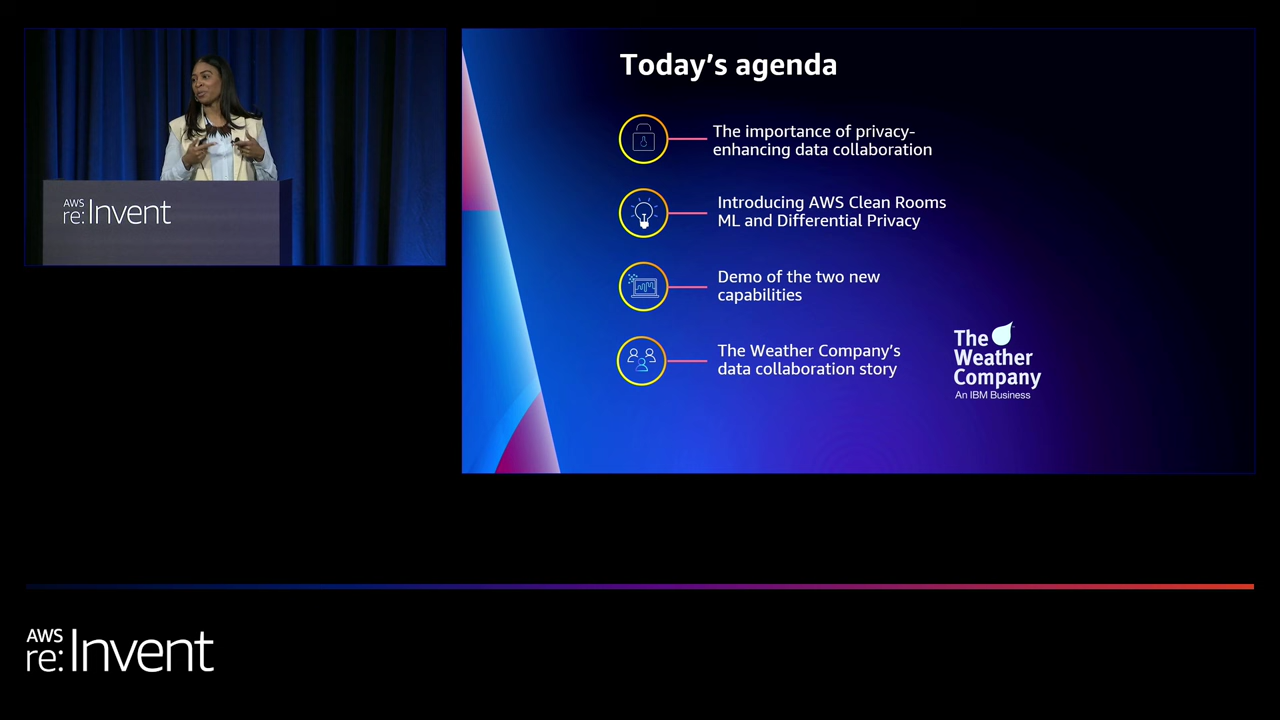 AWS
re:Invent
Today's agenda
The importance of privacy-
enhancing data collaboration
Introducing AWS Clean Rooms
ML and Differential Privacy
Demo of the two new
capabilities
The Weather Company's
data collaboration story
The
Weather
Company
An IBM Business
AWS
re:Invent